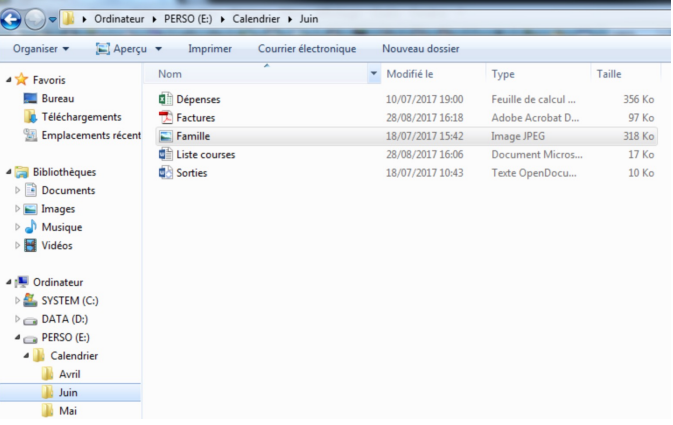 Ordinateur ▸ PERSO (E:) ▸ Calendrier ▸ Juin
Organiser Aperçu Imprimer Courrier électronique Nouveau dossier
Nom Modifié le Type Taille
Dépenses 10/07/2017 19:00 Feuille de calcul ... 356 Ko
Factures 28/08/2017 16:18 Adobe Acrobat D... 97 Ko
Famille 18/07/2017 15:42 Image JPEG 318 Ko
Liste courses 28/08/2017 16:06 Document Micros... 17 Ko
Sorties 18/07/2017 10:43 Texte OpenDocu... 10 Ko
Favoris
Bureau
Téléchargements
Emplacements récent
Bibliothèques
Documents
Images
Musique
Vidéos
Ordinateur
SYSTEM (C:)
DATA (D:)
PERSO (E:)
Calendrier
Avril
Juin
Mai